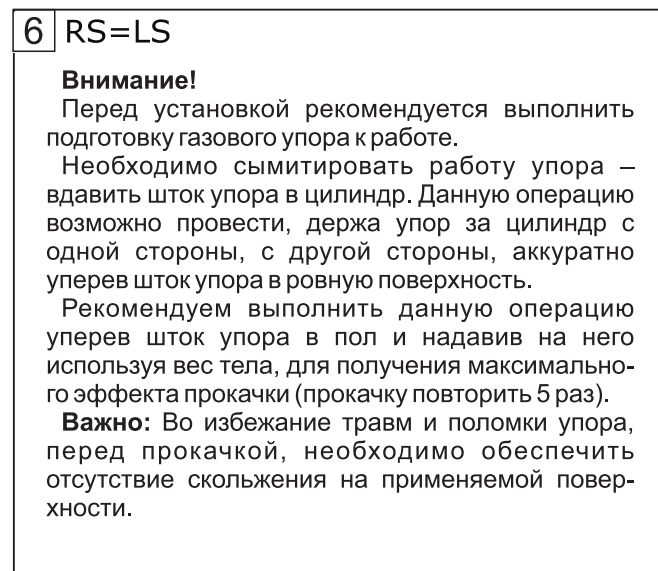 6 RS=LS
Внимание!
Перед установкой рекомендуется выполнить
подготовку газового упора к работе.
Необходимо сымитировать работу упора –
вдавить шток упора в цилиндр. Данную операцию
возможно провести, держа упор за цилиндр с
одной стороны, с другой стороны, аккуратно
уперев шток упора в ровную поверхность.
Рекомендуем выполнить данную операцию
уперев шток упора в пол и надавив на него
используя вес тела, для получения максимально-
го эффекта прокачки (прокачку повторить 5 раз).
Важно: Во избежание травм и поломки упора,
перед прокачкой, необходимо обеспечить
отсутствие скольжения на применяемой повер-
хности.